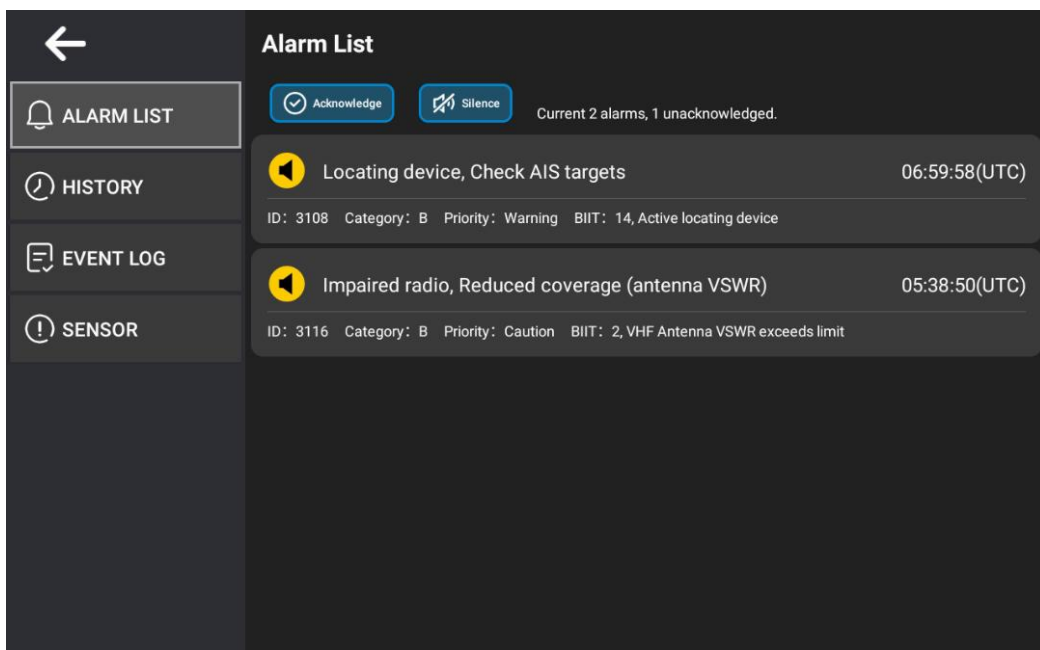 Alarm List
ALARM LIST
Acknowledge
Silence
Current 2 alarms, 1 unacknowledged.
HISTORY
Locating device, Check AIS targets 06:59:58(UTC)
ID: 3108 Category: B Priority: Warning BIIT: 14, Active locating device
EVENT LOG
Impaired radio, Reduced coverage (antenna VSWR) 05:38:50(UTC)
ID: 3116 Category: B Priority: Caution BIIT: 2, VHF Antenna VSWR exceeds limit
SENSOR